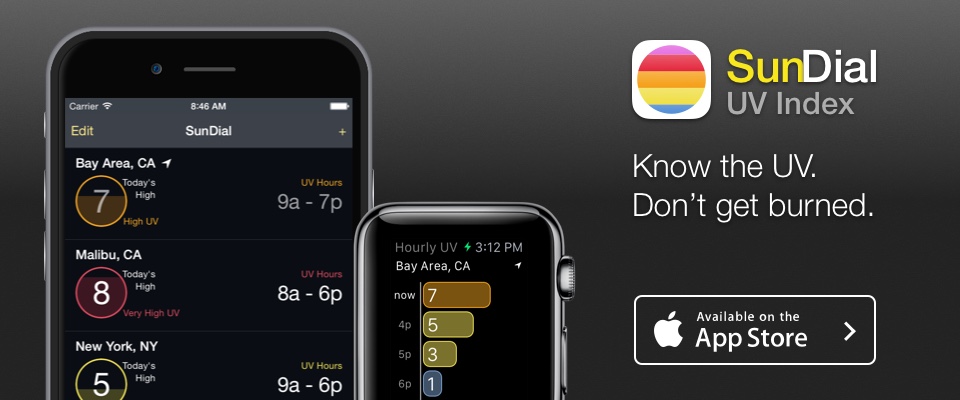 Carrier 8:46 AM
Edit SunDial +
Bay Area, CA
7 Today's High
High UV
UV Hours
9a - 7p
Malibu, CA
8 Today's High
Very High UV
UV Hours
8a - 6p
New York, NY
5 Today's High
UV Hours
9a - 6p
Hourly UV 3:12 PM
Bay Area, CA
now 7
4p 5
5p 3
6p 1
SunDial
UV Index
Know the UV.
Don't get burned.
Available on the
App Store